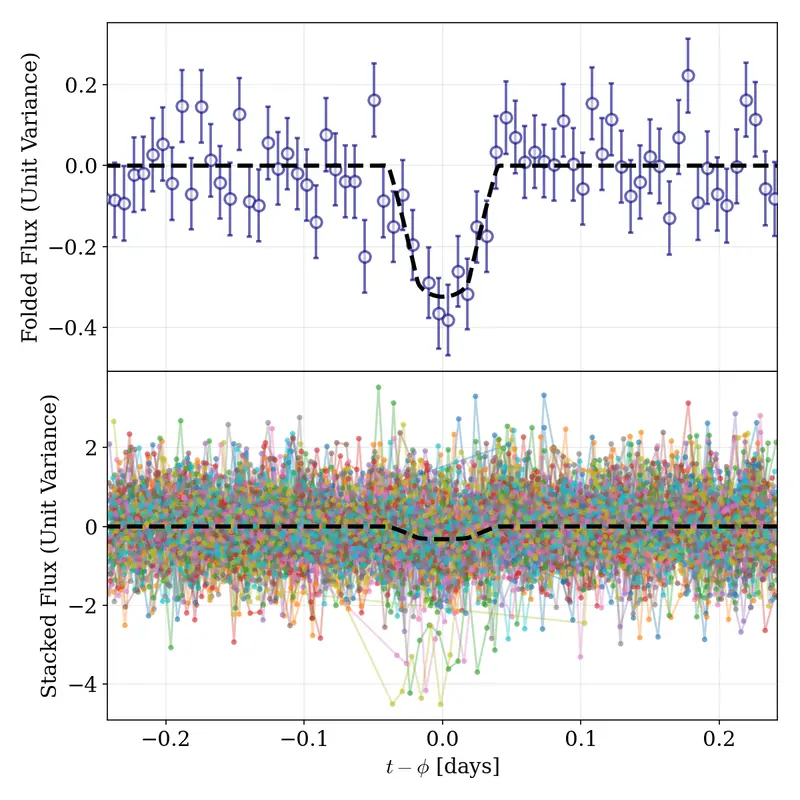 Folded Flux (Unit Variance)
0.2
0.0
−0.2
−0.4
Stacked Flux (Unit Variance)
2
0
−2
−4
−0.2 −0.1 0.0 0.1 0.2
t − ϕ [days]